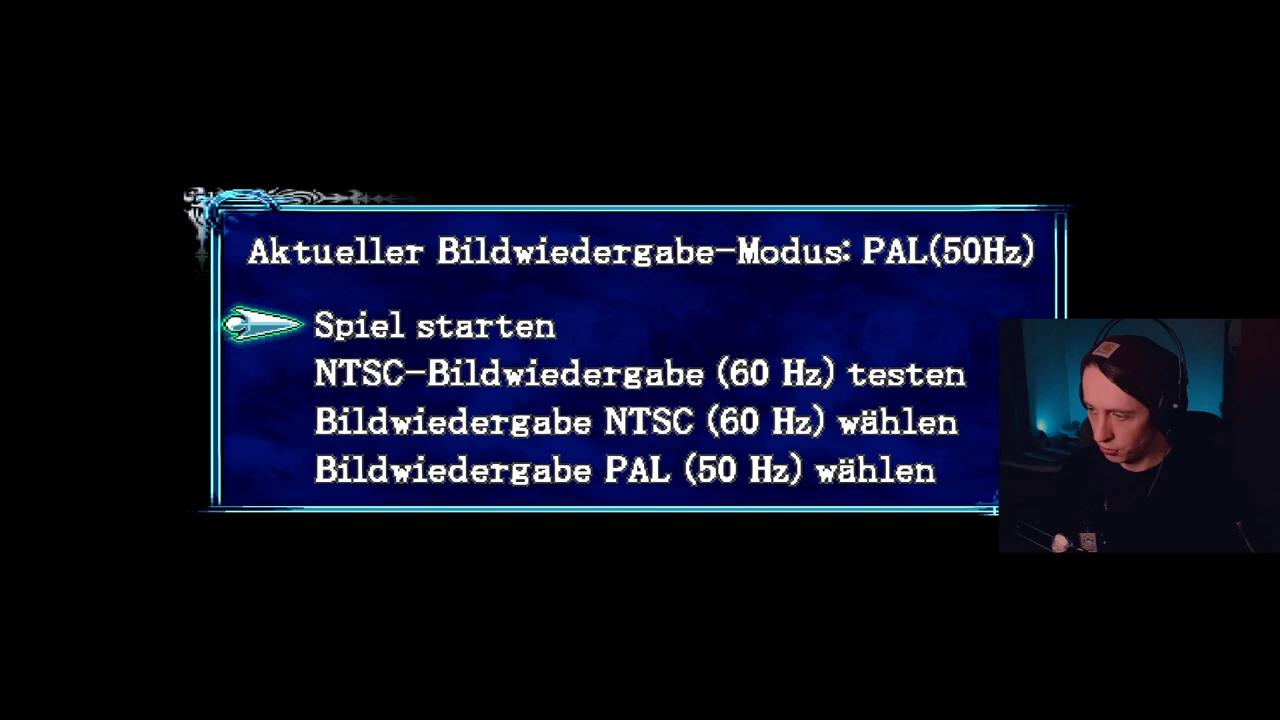 Aktueller Bildwiedergabe-Modus: PAL(50Hz)
Spiel starten
NTSC-Bildwiedergabe (60 Hz) testen
Bildwiedergabe NTSC (60 Hz) wählen
Bildwiedergabe PAL (50 Hz) wählen